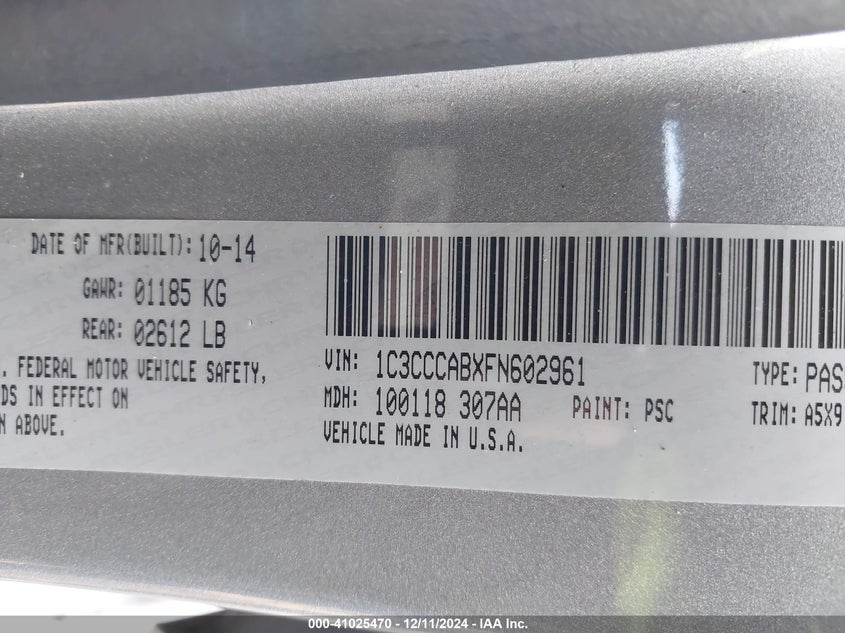 DATE OF MFR(BUILT): 10-14
GAWR: 01185 KG
REAR: 02612 LB
. FEDERAL MOTOR VEHICLE SAFETY,
DS IN EFFECT ON
N ABOVE.
VIN: 1C3CCCABXFN602961
TYPE: PAS
MDH: 100118 307AA
PAINT: PSC
TRIM: A5X9
VEHICLE MADE IN U.S.A.
000-41025470 - 12/11/2024 - IAA Inc.